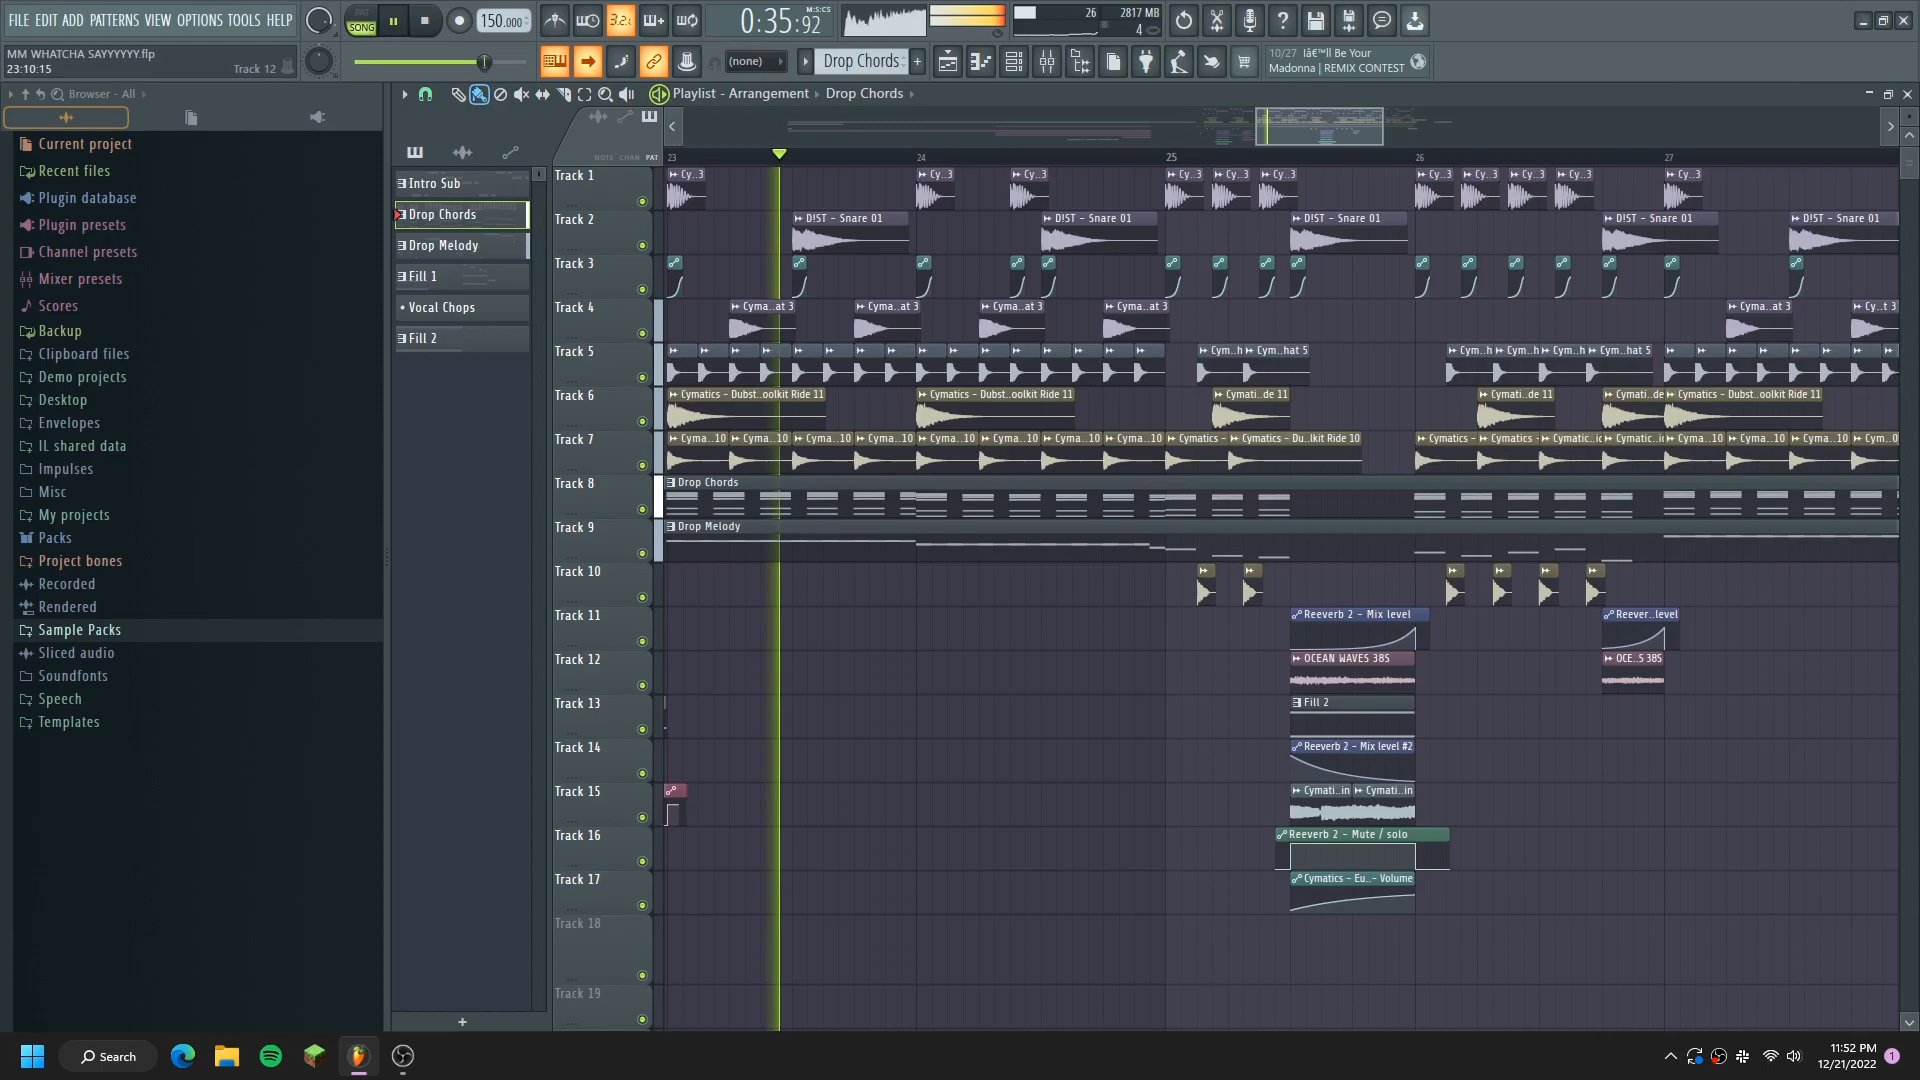 FILE EDIT ADD PATTERNS VIEW OPTIONS TOOLS HELP
PAT
SONG
150.000
3.2.
0:35:92
M:S:CS
26
2817 MB
4
MM WHATCHA SAYYYYYY.flp
23:10:15
Track 12
(none)
Drop Chords
+
10/27 Iâ€™ll Be Your
Madonna | REMIX CONTEST
Browser - All
Playlist - Arrangement
Drop Chords
Current project
Recent files
Plugin database
Plugin presets
Channel presets
Mixer presets
Scores
Backup
Clipboard files
Demo projects
Desktop
Envelopes
IL shared data
Impulses
Misc
My projects
Packs
Project bones
Recorded
Rendered
Sample Packs
Sliced audio
Soundfonts
Speech
Templates
Intro Sub
Drop Chords
Drop Melody
Fill 1
Vocal Chops
Fill 2
+
NOTE CHAN PAT
23
24
25
26
27
Track 1
Cy..3
Cy..3
Cy..3
Cy..3
Cy..3
Cy..3
Cy..3
Cy..3
Cy..3
Cy..3
Cy..3
Track 2
D!ST - Snare 01
D!ST - Snare 01
D!ST - Snare 01
D!ST - Snare 01
D!ST - Snare 01
Track 3
Track 4
Cyma...at 3
Cyma...at 3
Cyma...at 3
Cyma...at 3
Cyma...at 3
Cy..t 3
Track 5
Cym..h
Cym..hat 5
Cym..h
Cym..h
Cym..h
Cym..hat 5
Track 6
Cymatics - Dubst..oolkit Ride 11
Cymatics - Dubst..oolkit Ride 11
Cymati..de 11
Cymati..de 11
Cymati..de
Cymatics - Dubst..oolkit Ride 11
Track 7
Cyma..10
Cyma..10
Cyma..10
Cyma..10
Cyma..10
Cyma..10
Cyma..10
Cyma..10
Cymatics -
Cymatics - Du..lkit Ride 10
Cymatics -
Cymatics -
Cymatic..ic
Cymatic..ic
Cyma..10
Cyma..10
Cyma..10
Cym..0
Track 8
Drop Chords
Track 9
Drop Melody
Track 10
Track 11
Reeverb 2 - Mix level
Reever..level
Track 12
OCEAN WAVES 385
OCE..S 385
Track 13
Fill 2
Track 14
Reeverb 2 - Mix level #2
Track 15
Cymati..in
Cymati..in
Track 16
Reeverb 2 - Mute / solo
Track 17
Cymatics - Eu..- Volume
Track 18
Track 19
Search
11:52 PM
12/21/2022
1